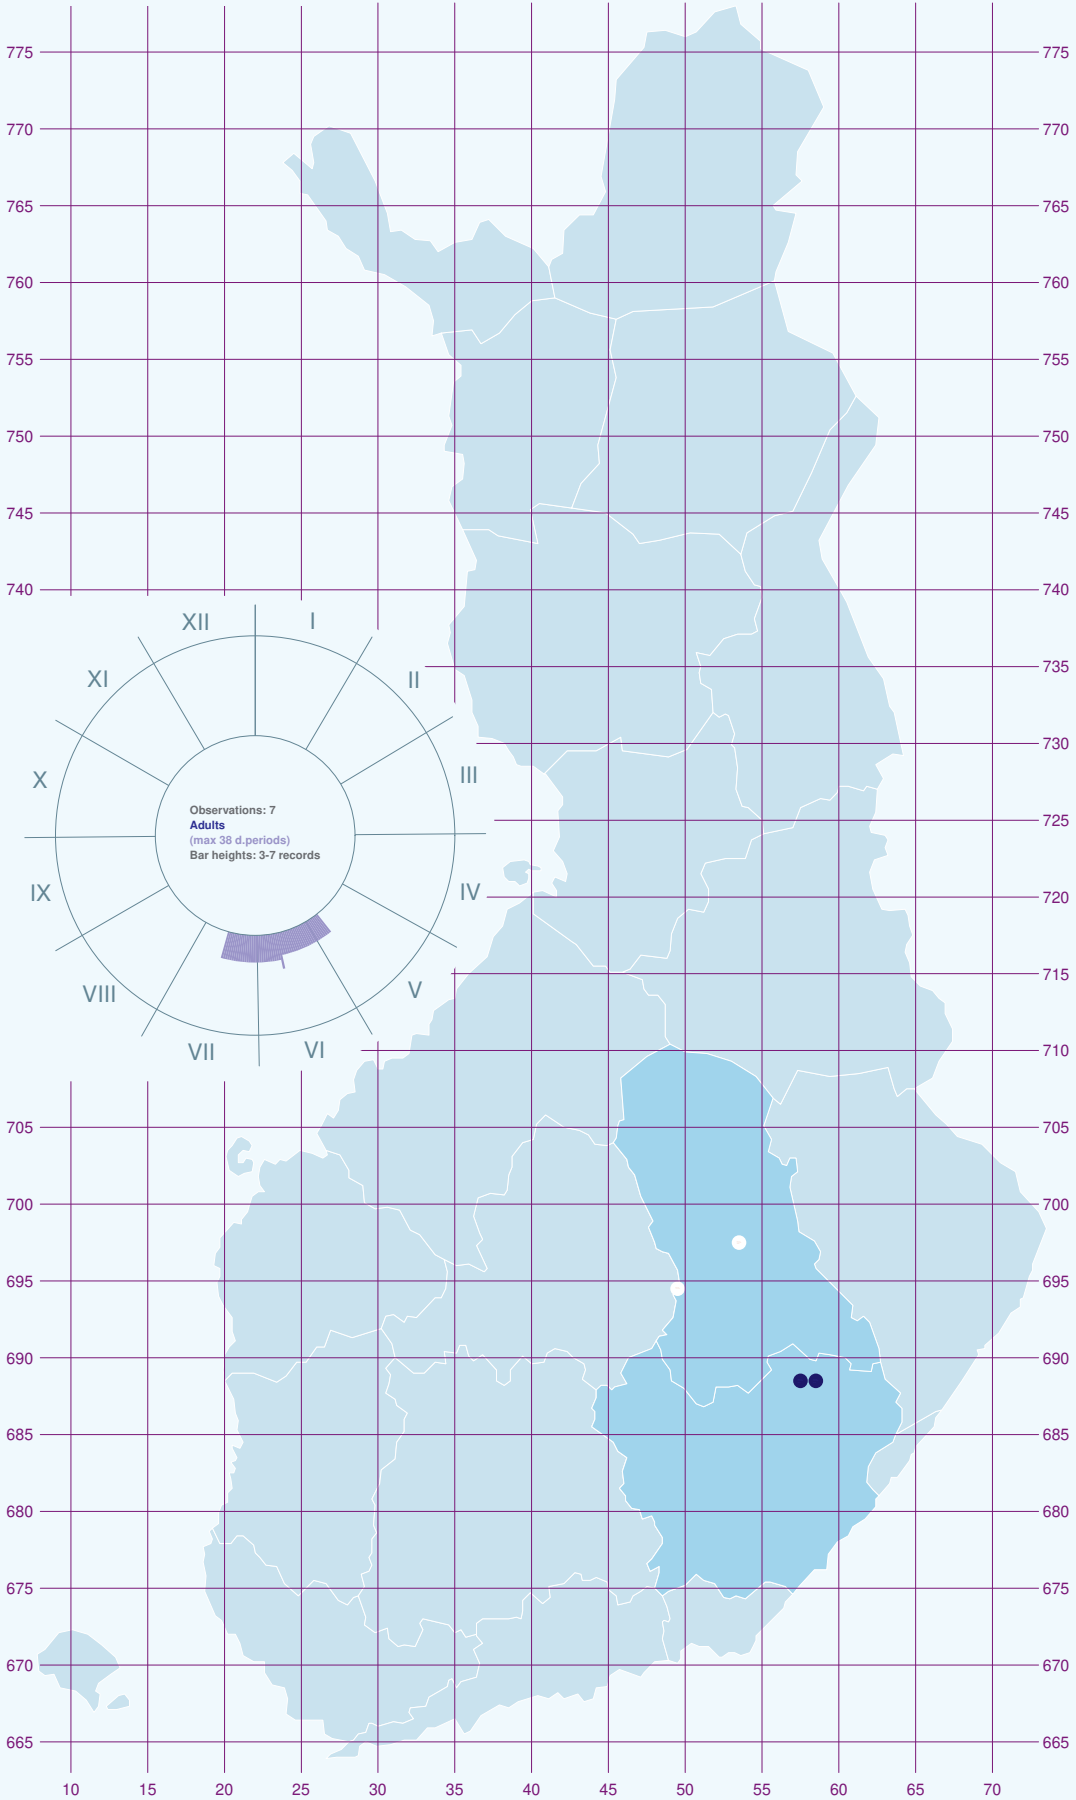 775 775
770 770
765 765
760 760
755 755
750 750
745 745
740 740
XII I
735
XI II
730
X III
Observations: 7
Adults
(max 38 d.periods)
Bar heights: 3-7 records
725
IX IV
720
VIII V
715
VII VI
710
705 705
700 700
695 695
690 690
685 685
680 680
675 675
670 670
665 665
10 15 20 25 30 35 40 45 50 55 60 65 70